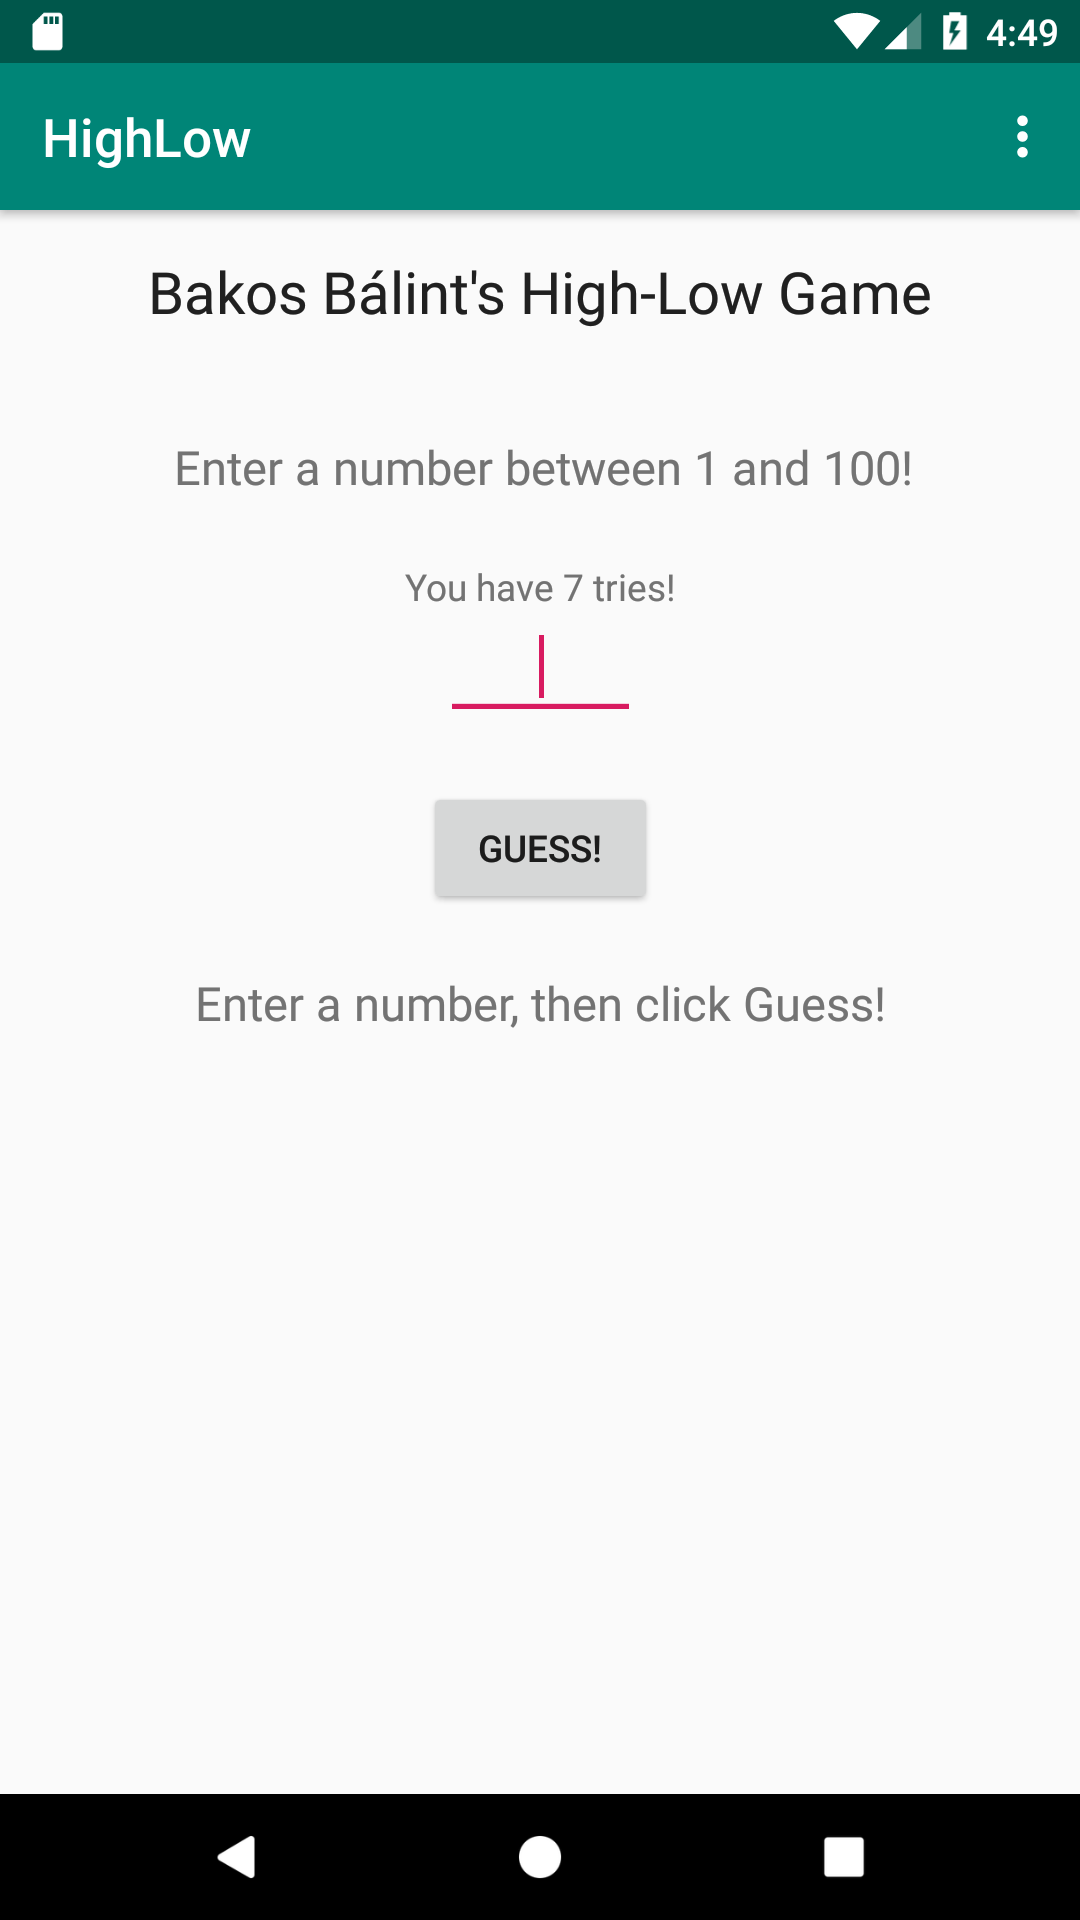 4:49
HighLow
Bakos Bálint's High-Low Game
Enter a number between 1 and 100!
You have 7 tries!
GUESS!
Enter a number, then click Guess!